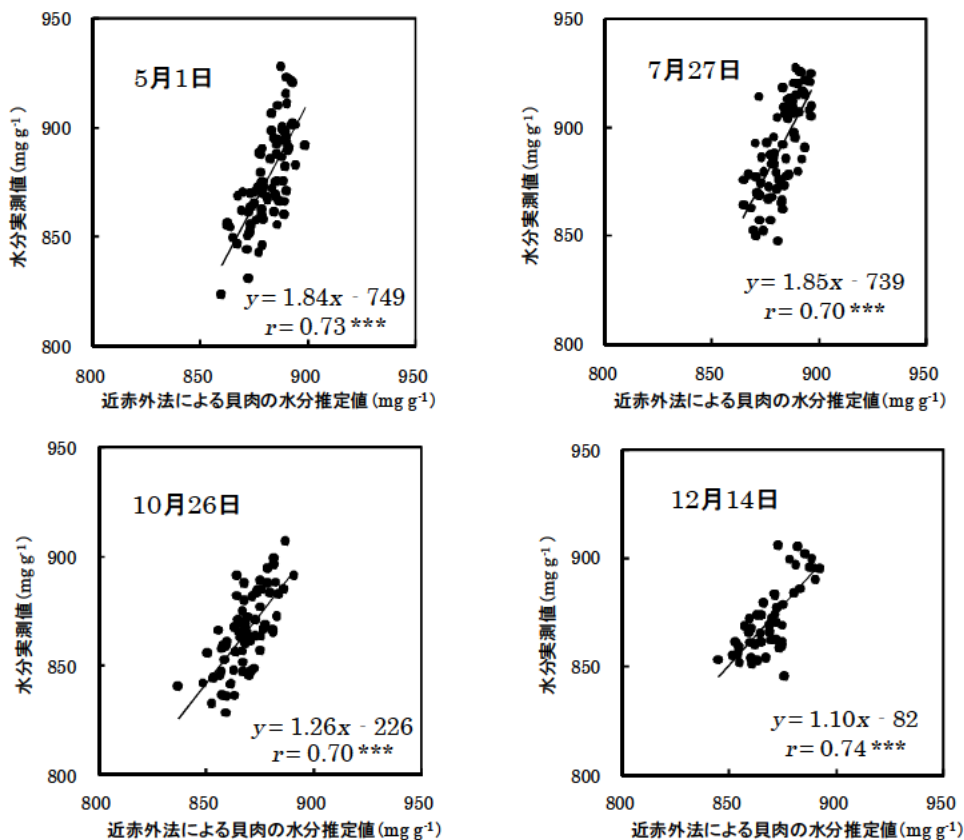 950
900
850
800
水分実測値(mg g⁻¹)
5月1日
y = 1.84x - 749
r = 0.73 ***
800 850 900 950
近赤外法による貝肉の水分推定値(mg g⁻¹)
950
900
850
800
水分実測値(mg g⁻¹)
7月27日
y = 1.85x - 739
r = 0.70 ***
800 850 900 950
近赤外法による貝肉の水分推定値(mg g⁻¹)
950
900
850
800
水分実測値(mg g⁻¹)
10月26日
y = 1.26x - 226
r = 0.70 ***
800 850 900 950
近赤外法による貝肉の水分推定値(mg g⁻¹)
950
900
850
800
水分実測値(mg g⁻¹)
12月14日
y = 1.10x - 82
r = 0.74 ***
800 850 900 950
近赤外法による貝肉の水分推定値(mg g⁻¹)